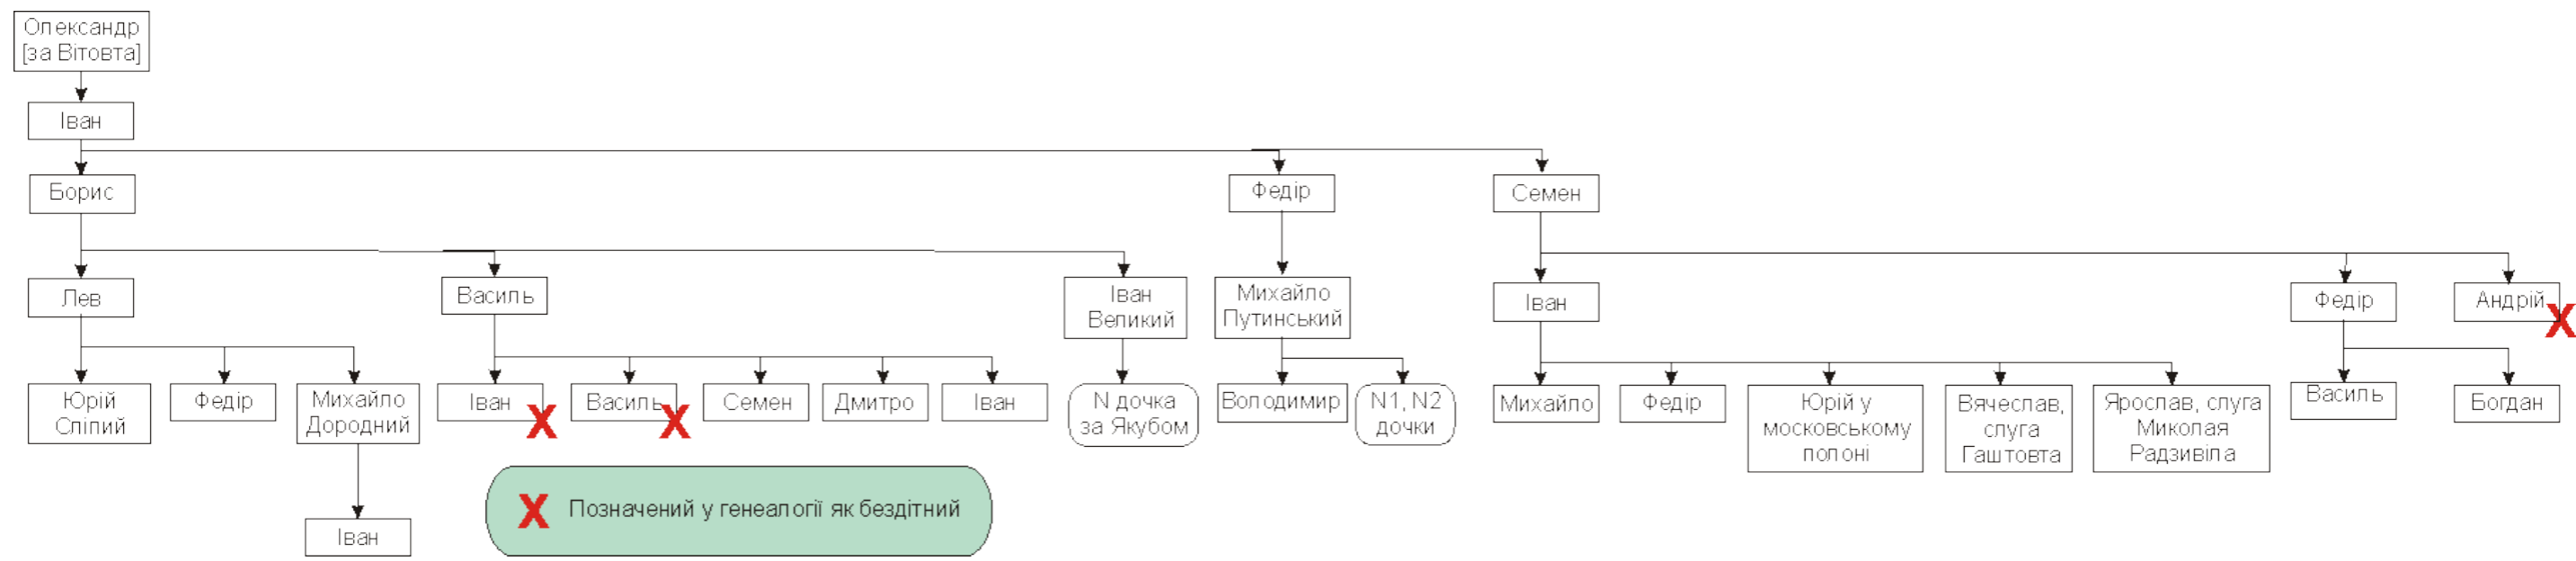 Олександр
[за Вітовта]
Іван
Борис
Федір
Семен
Лев
Василь
Іван
Великий
Михайло
Путинський
Іван
Федір
Андрій
Юрій
Сліпий
Федір
Михайло
Дородний
Іван
Василь
Семен
Дмитро
Іван
N дочка
за Якубом
Володимир
N1, N2
дочки
Михайло
Федір
Юрій у
московському
полоні
Вячеслав,
слуга
Гаштовта
Ярослав, слуга
Миколая
Радзивіла
Василь
Богдан
Іван
X Позначений у генеалогії як бездітний